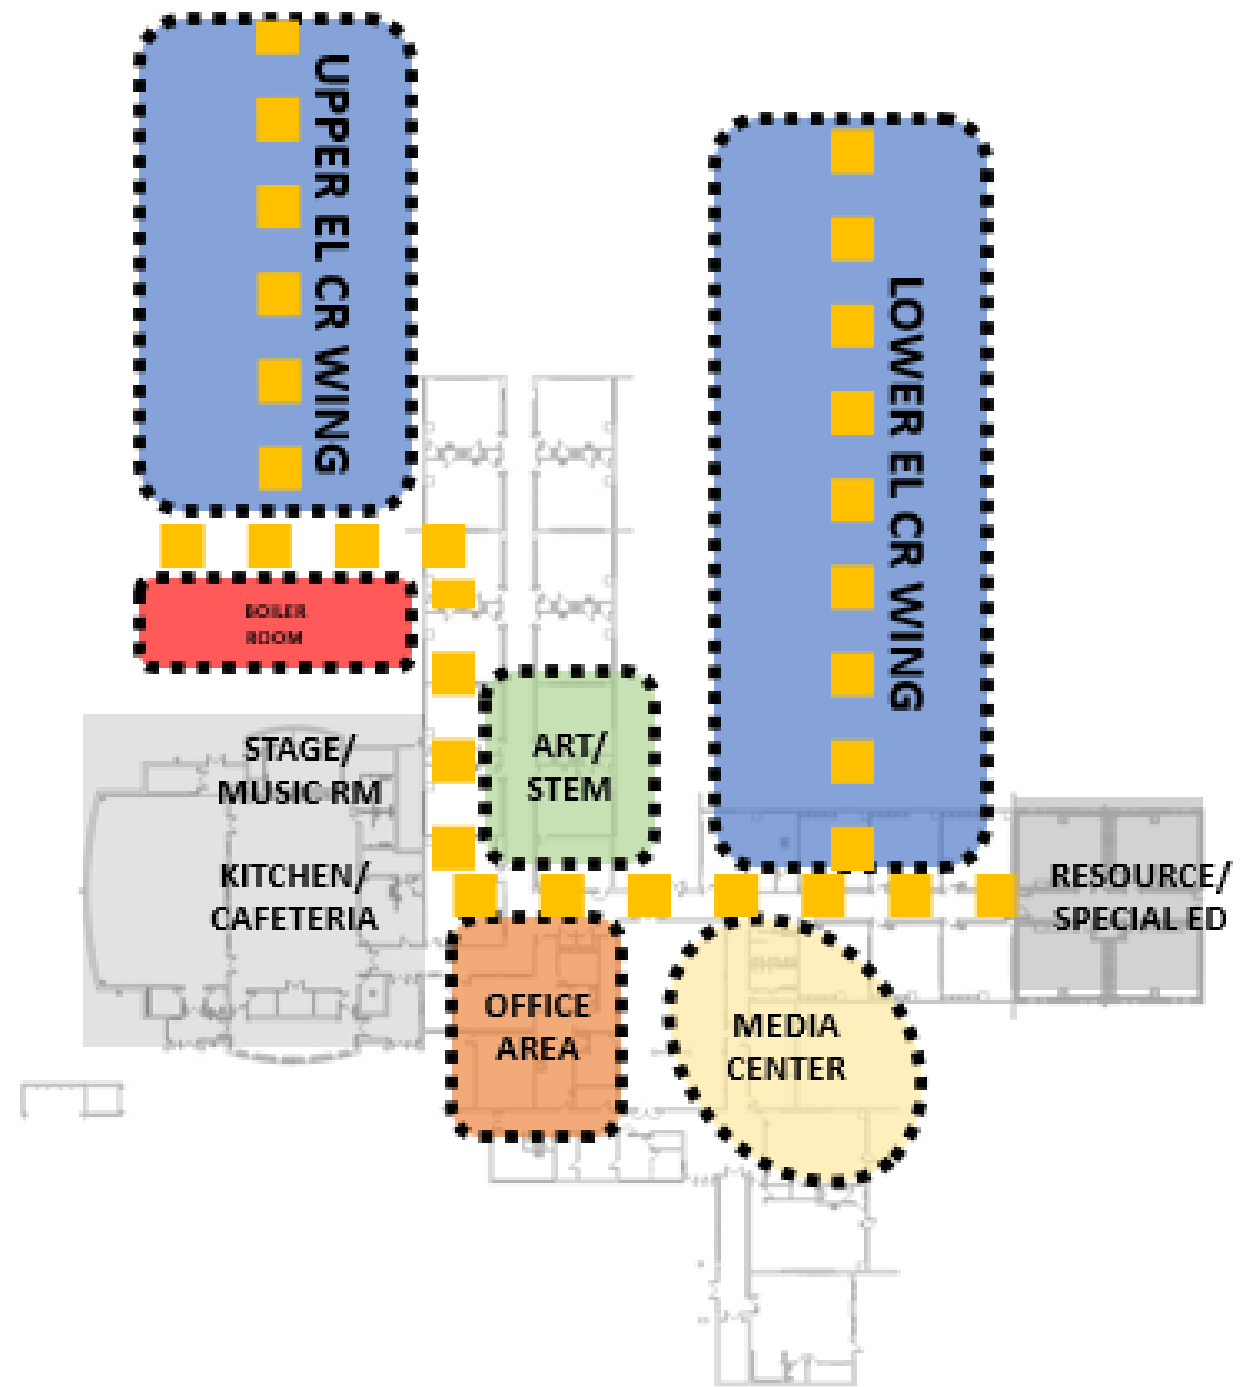 UPPER EL CR WING
LOWER EL CR WING
BOILER
ROOM
STAGE/
MUSIC RM
ART/
STEM
KITCHEN/
CAFETERIA
RESOURCE/
SPECIAL ED
OFFICE
AREA
MEDIA
CENTER